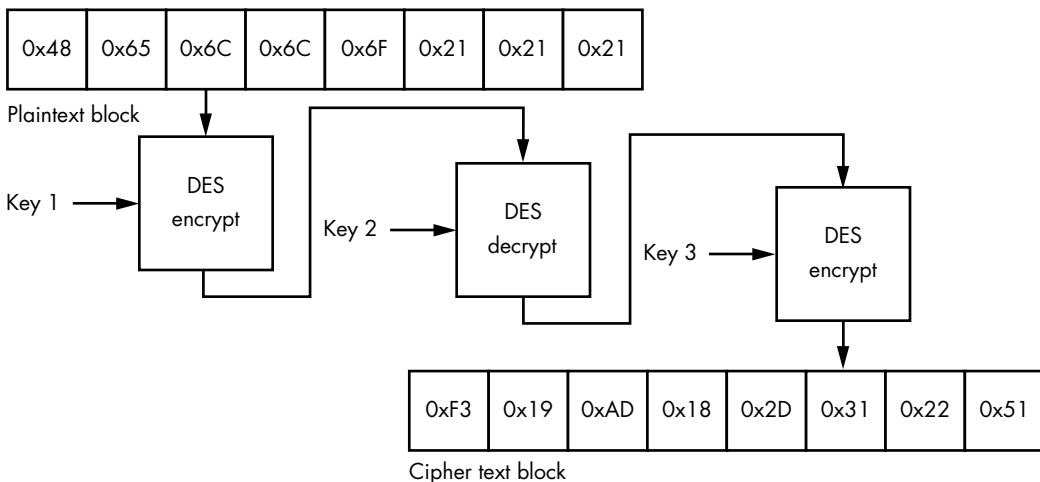 0x48 0x65 0x6C 0x6C 0x6F 0x21 0x21 0x21
Plaintext block
Key 1
DES
encrypt
Key 2
DES
decrypt
Key 3
DES
encrypt
0xF3 0x19 0xAD 0x18 0x2D 0x31 0x22 0x51
Cipher text block